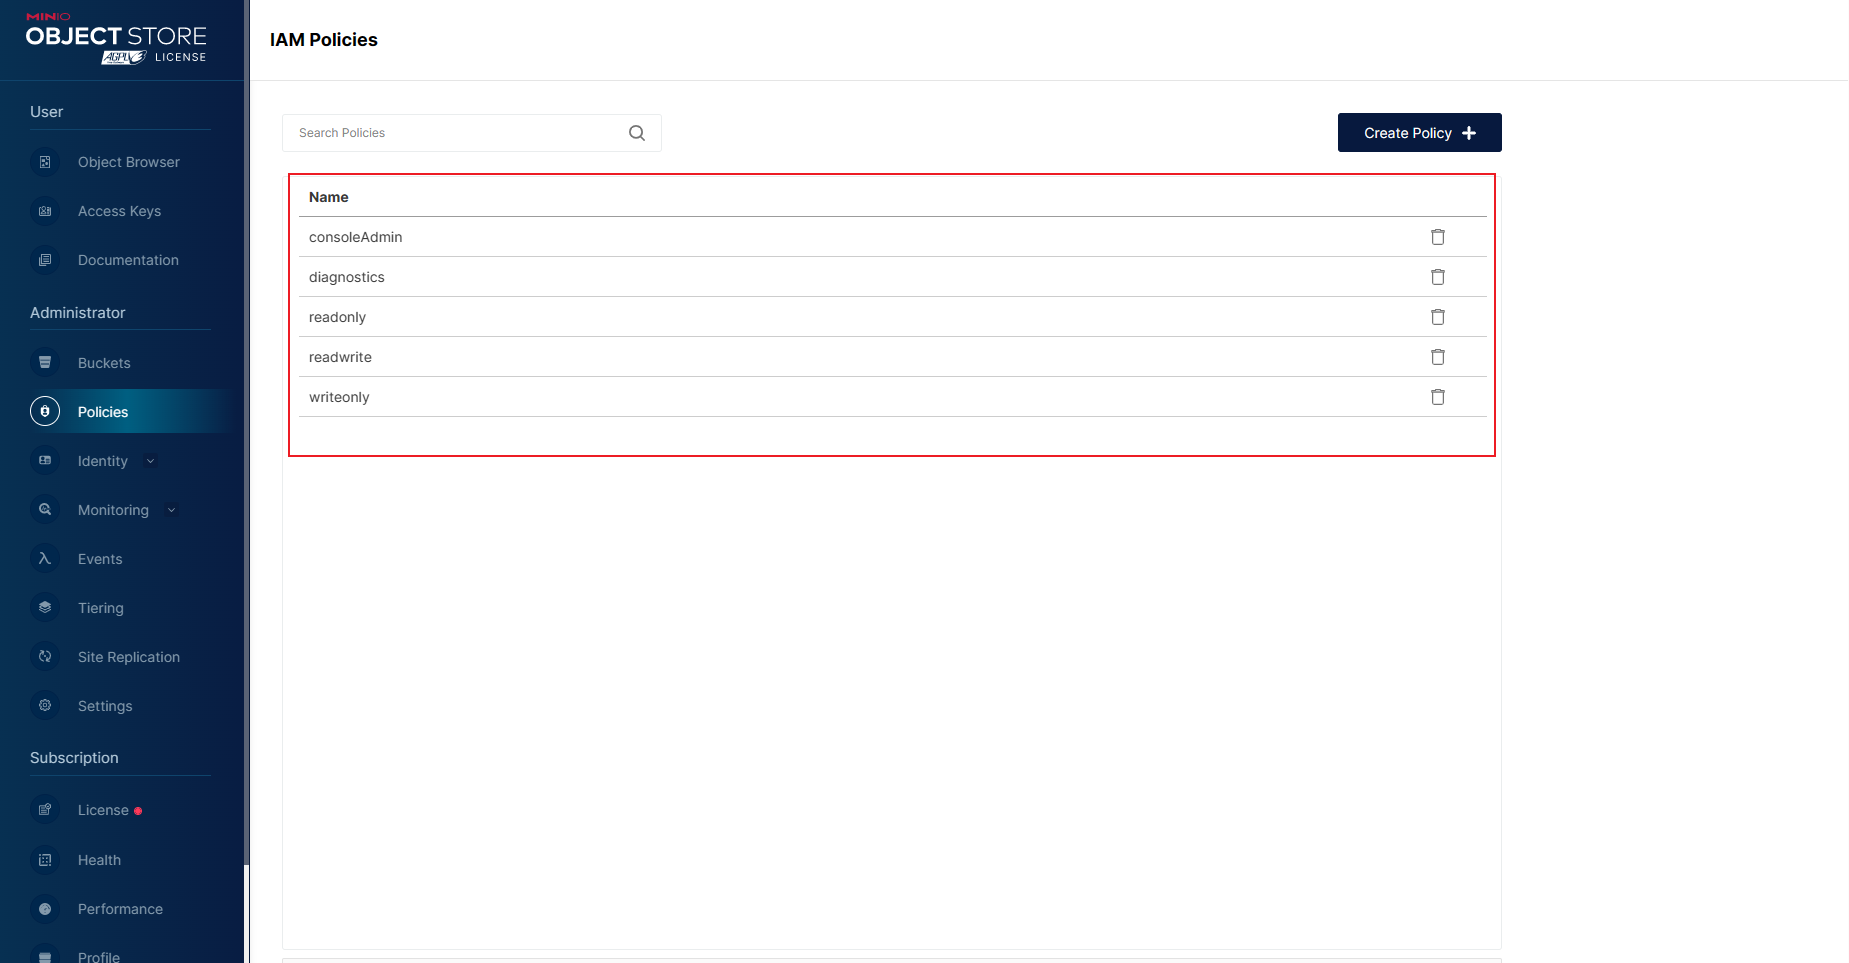 MINIO
OBJECT STORE
AGPLV3 LICENSE
User
Object Browser
Access Keys
Documentation
Administrator
Buckets
Policies
Identity
Monitoring
Events
Tiering
Site Replication
Settings
Subscription
License
Health
Performance
Profile
IAM Policies
Search Policies
Create Policy
Name
consoleAdmin
diagnostics
readonly
readwrite
writeonly